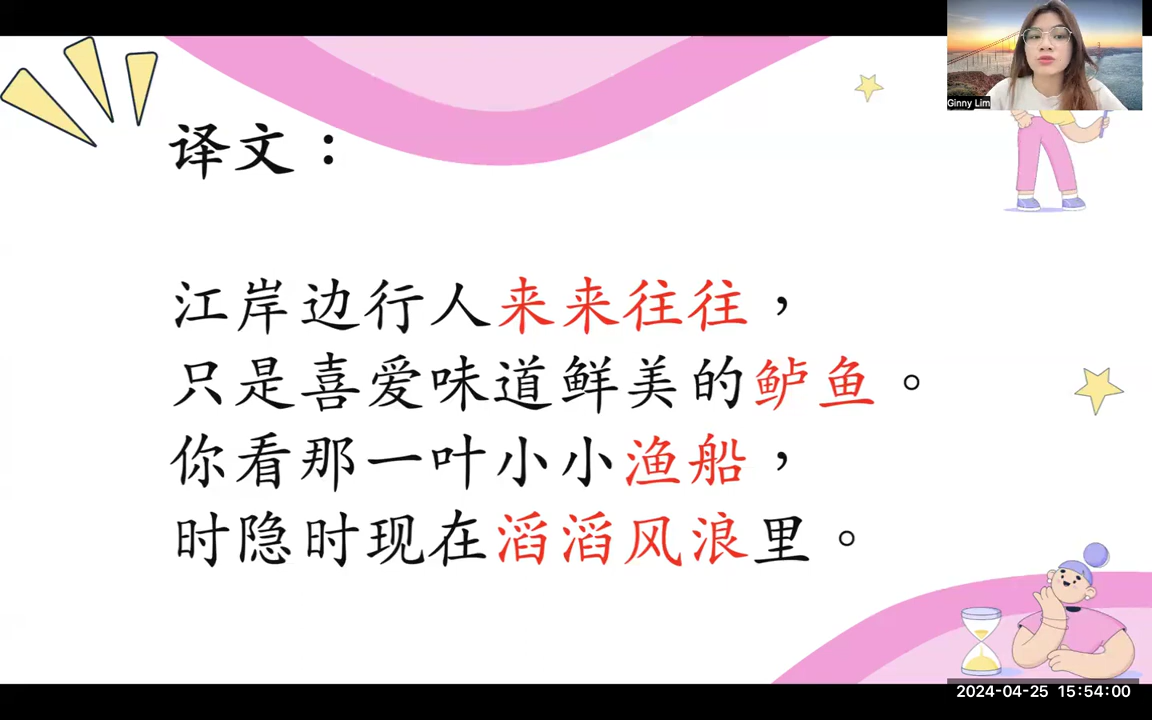 Ginny Lim
译文：
江岸边行人来来往往，
只是喜爱味道鲜美的鲈鱼。
你看那一叶小小渔船，
时隐时现在滔滔风浪里。
2024-04-25 15:54:00